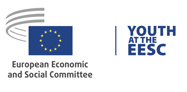 YOUTH
AT THE
EESC
European Economic
and Social Committee